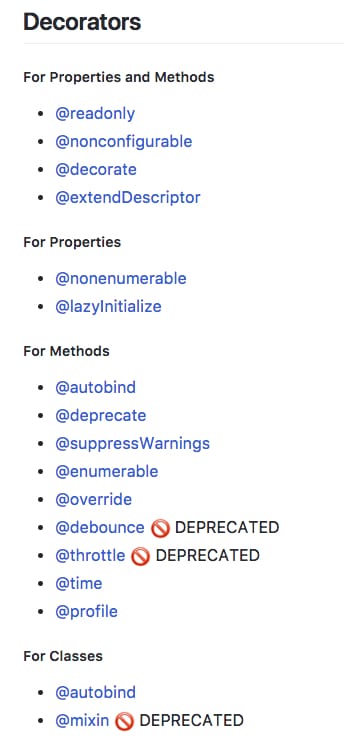 Decorators
For Properties and Methods
@readonly
@nonconfigurable
@decorate
@extendDescriptor
For Properties
@nonenumerable
@lazyInitialize
For Methods
@autobind
@deprecate
@suppressWarnings
@enumerable
@override
@debounce 🚫 DEPRECATED
@throttle 🚫 DEPRECATED
@time
@profile
For Classes
@autobind
@mixin 🚫 DEPRECATED